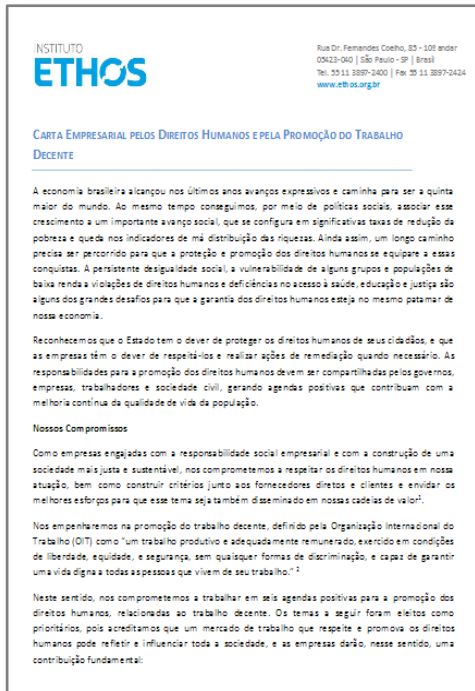 INSTITUTO
ETHOS
Rua Dr. Fernandes Coelho, 85 - 10º andar
05423-040 | São Paulo - SP | Brasil
Tel. 55 11 3897-2400 | Fax 55 11 3897-2424
www.ethos.org.br
CARTA EMPRESARIAL PELOS DIREITOS HUMANOS E PELA PROMOÇÃO DO TRABALHO
DECENTE
A economia brasileira alcançou nos últimos anos avanços expressivos e caminha para ser a quinta
maior do mundo. Ao mesmo tempo conseguimos, por meio de políticas sociais, associar esse
crescimento a um importante avanço social, que se configura em significativas taxas de redução da
pobreza e queda nos indicadores de má distribuição das riquezas. Ainda assim, um longo caminho
precisa ser percorrido para que a proteção e promoção dos direitos humanos se equipare a essas
conquistas. A persistente desigualdade social, a vulnerabilidade de alguns grupos e populações de
baixa renda a violações de direitos humanos e deficiências no acesso à saúde, educação e justiça são
alguns dos grandes desafios para que a garantia dos direitos humanos esteja no mesmo patamar de
nossa economia.
Reconhecemos que o Estado tem o dever de proteger os direitos humanos de seus cidadãos, e que
as empresas têm o dever de respeitá-los e realizar ações de remediação quando necessário. As
responsabilidades para a promoção dos direitos humanos devem ser compartilhadas pelos governos,
empresas, trabalhadores e sociedade civil, gerando agendas positivas que contribuam com a
melhoria contínua da qualidade de vida da população.
Nossos Compromissos
Como empresas engajadas com a responsabilidade social empresarial e com a construção de uma
sociedade mais justa e sustentável, nos comprometemos a respeitar os direitos humanos em nossa
atuação, bem como construir critérios junto aos fornecedores diretos e clientes e envidar os
melhores esforços para que esse tema seja também disseminado em nossas cadeias de valor¹.
Nos empenharemos na promoção do trabalho decente, definido pela Organização Internacional do
Trabalho (OIT) como “um trabalho produtivo e adequadamente remunerado, exercido em condições
de liberdade, equidade, e segurança, sem quaisquer formas de discriminação, e capaz de garantir
uma vida digna a todas as pessoas que vivem de seu trabalho.” ²
Neste sentido, nos comprometemos a trabalhar em seis agendas positivas para a promoção dos
direitos humanos, relacionadas ao trabalho decente. Os temas a seguir foram eleitos como
prioritários, pois acreditamos que um mercado de trabalho que respeite e promova os direitos
humanos pode refletir e influenciar toda a sociedade, e as empresas darão, nesse sentido, uma
contribuição fundamental: